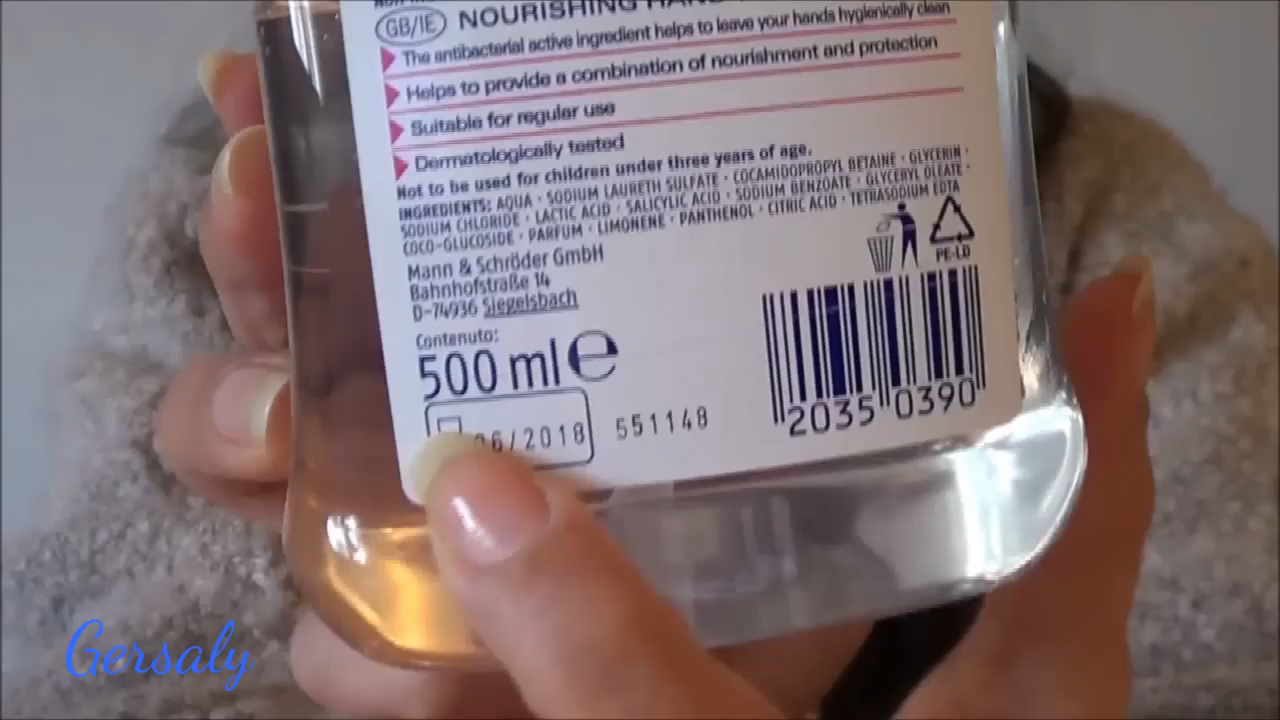 GB/IE NOURISHING HAND
The antibacterial active ingredient helps to leave your hands hygienically clean
Helps to provide a combination of nourishment and protection
Suitable for regular use
Dermatologically tested
Not to be used for children under three years of age.
INGREDIENTS: AQUA · SODIUM LAURETH SULFATE · COCAMIDOPROPYL BETAINE · GLYCERIN ·
SODIUM CHLORIDE · LACTIC ACID · SALICYLIC ACID · SODIUM BENZOATE · GLYCERYL OLEATE ·
COCO-GLUCOSIDE · PARFUM · LIMONENE · PANTHENOL · CITRIC ACID · TETRASODIUM EDTA
Mann & Schröder GmbH
Bahnhofstraße 14
D-74936 Siegelsbach
PE-LD
Contenuto:
500 ml e
6/2018 551148
2035 0390
Gersaly